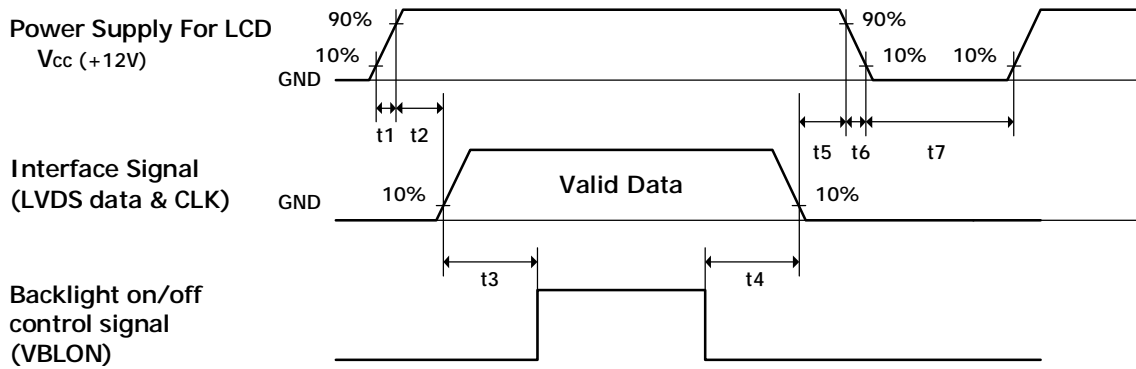 Power Supply For LCD
Vcc (+12V)
90%
10%
GND
90%
10%
10%
t1
t2
t5
t6
t7
Interface Signal
(LVDS data & CLK)
GND
10%
Valid Data
10%
t3
t4
Backlight on/off
control signal
(VBLON)